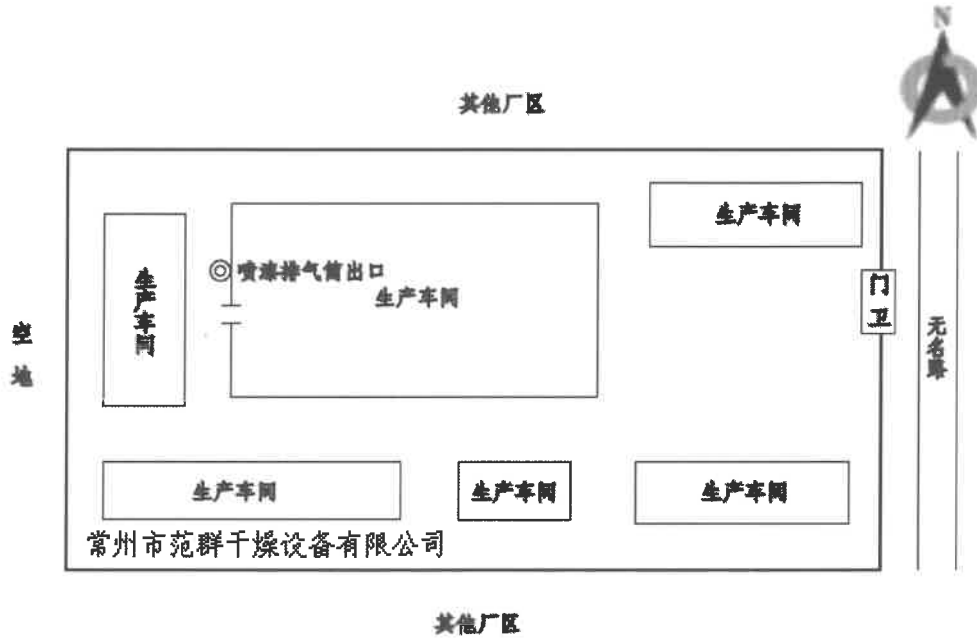 N
其他厂区
生产车间
生产车间
喷漆排气筒出口
生产车间
门卫
空地
无名路
生产车间
生产车间
生产车间
常州市范群干燥设备有限公司
其他厂区